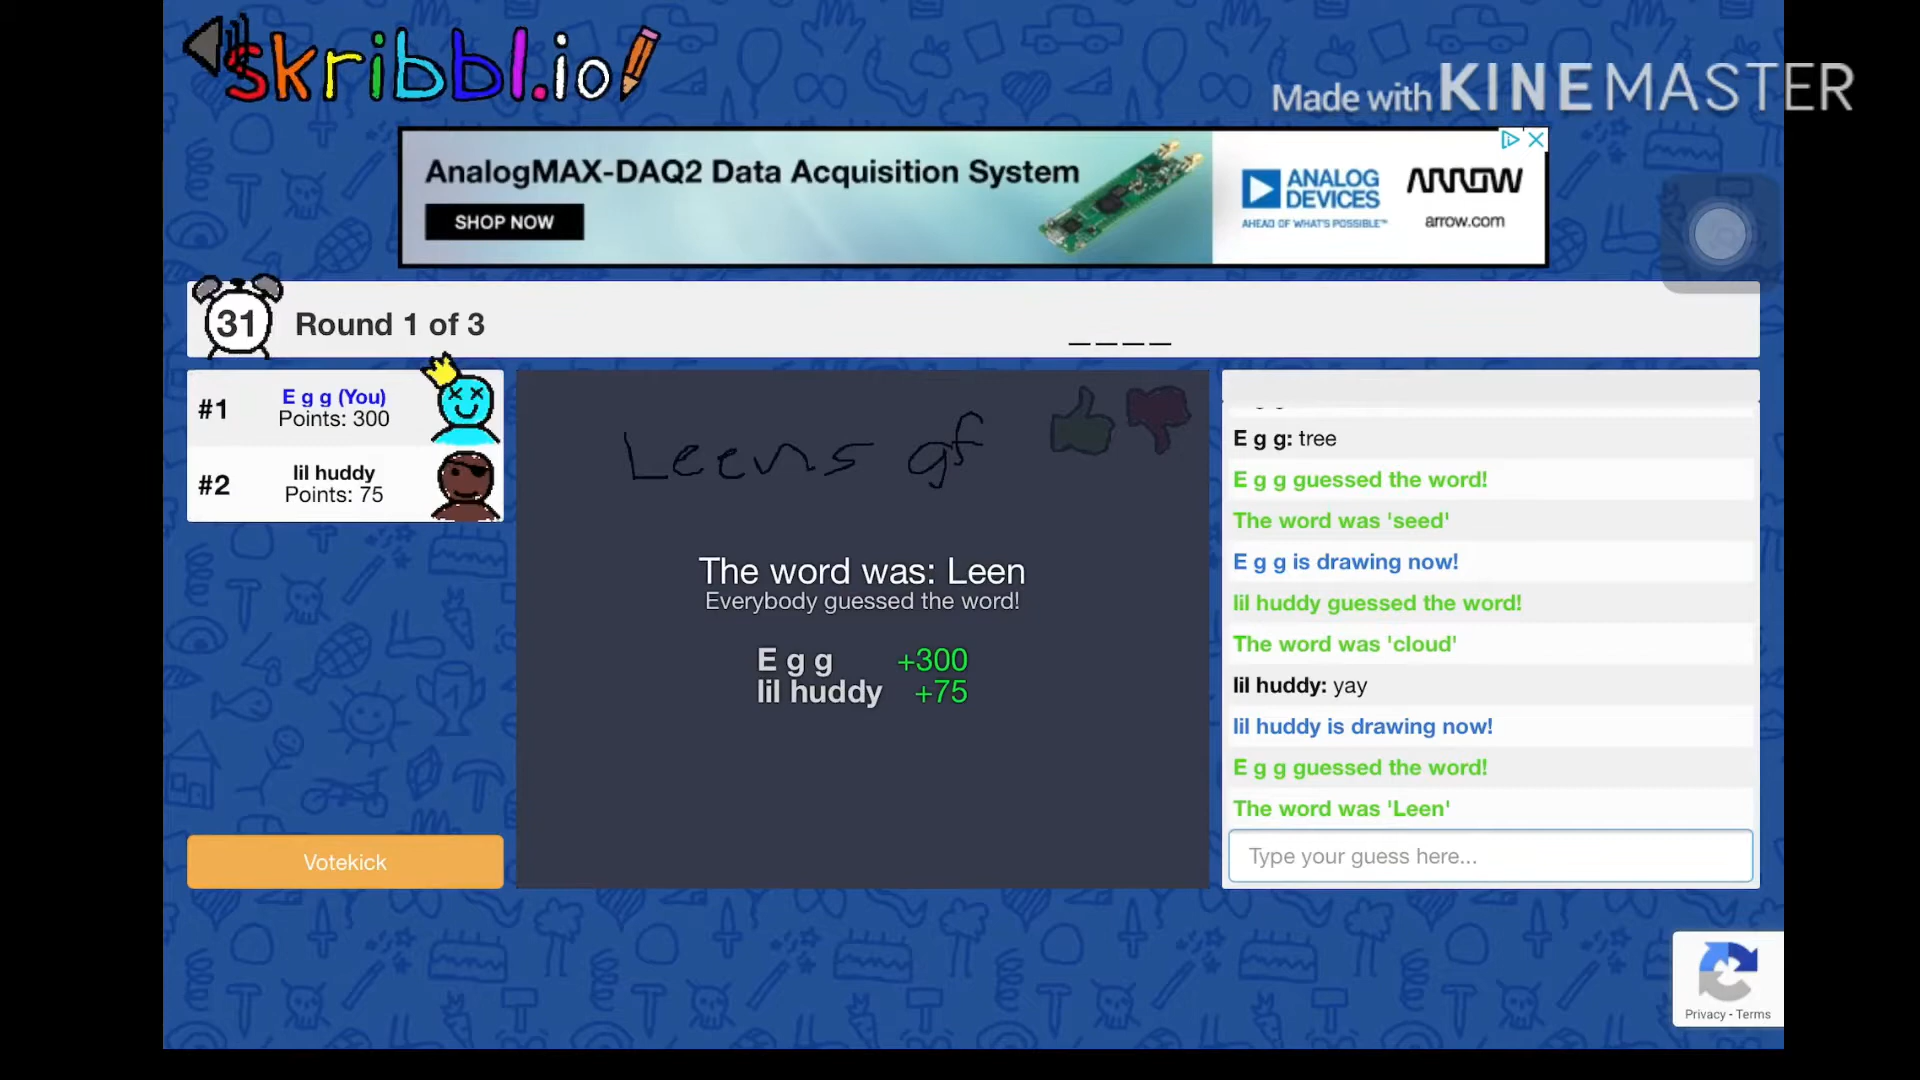 skribbl.io
Made with KINEMASTER
AnalogMAX-DAQ2 Data Acquisition System
SHOP NOW
ANALOG
DEVICES
AHEAD OF WHAT'S POSSIBLE™
ARROW
arrow.com
31
Round 1 of 3
_ _ _ _
#1
E g g (You)
Points: 300
#2
lil huddy
Points: 75
Votekick
Leens gf
The word was: Leen
Everybody guessed the word!
E g g +300
lil huddy +75
E g g: tree
E g g guessed the word!
The word was 'seed'
E g g is drawing now!
lil huddy guessed the word!
The word was 'cloud'
lil huddy: yay
lil huddy is drawing now!
E g g guessed the word!
The word was 'Leen'
Type your guess here...
Privacy - Terms